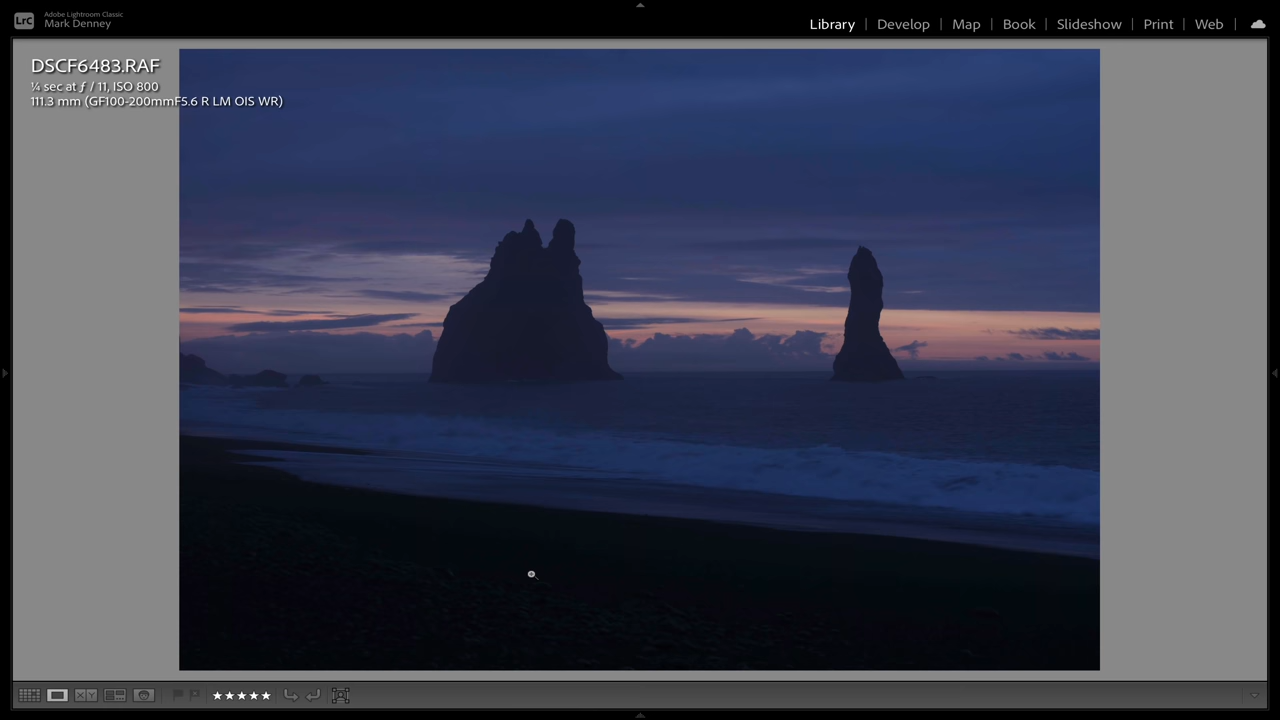 LrC
Adobe Lightroom Classic
Mark Denney
Library | Develop | Map | Book | Slideshow | Print | Web |
DSCF6483.RAF
¼ sec at ƒ / 11, ISO 800
111.3 mm (GF100-200mmF5.6 R LM OIS WR)
XY